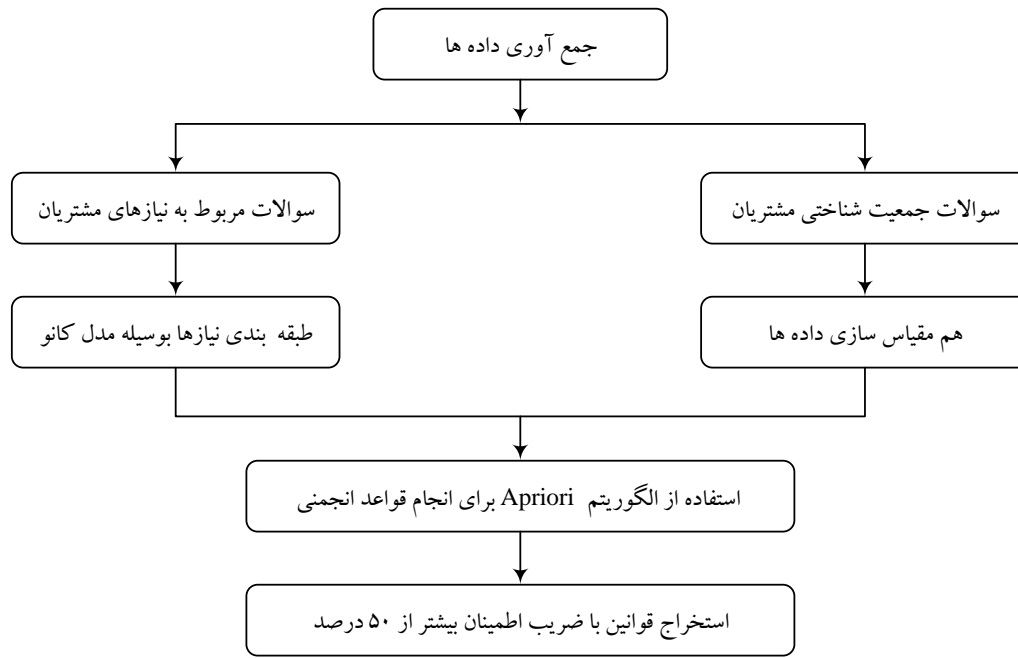 جمع آوری داده ها
سوالات جمعیت شناختی مشتریان
سوالات مربوط به نیازهای مشتریان
هم مقیاس سازی داده ها
طبقه بندی نیازها بوسیله مدل کانو
استفاده از الگوریتم Apriori برای انجام قواعد انجمنی
استخراج قوانین با ضریب اطمینان بیشتر از ۵۰ درصد